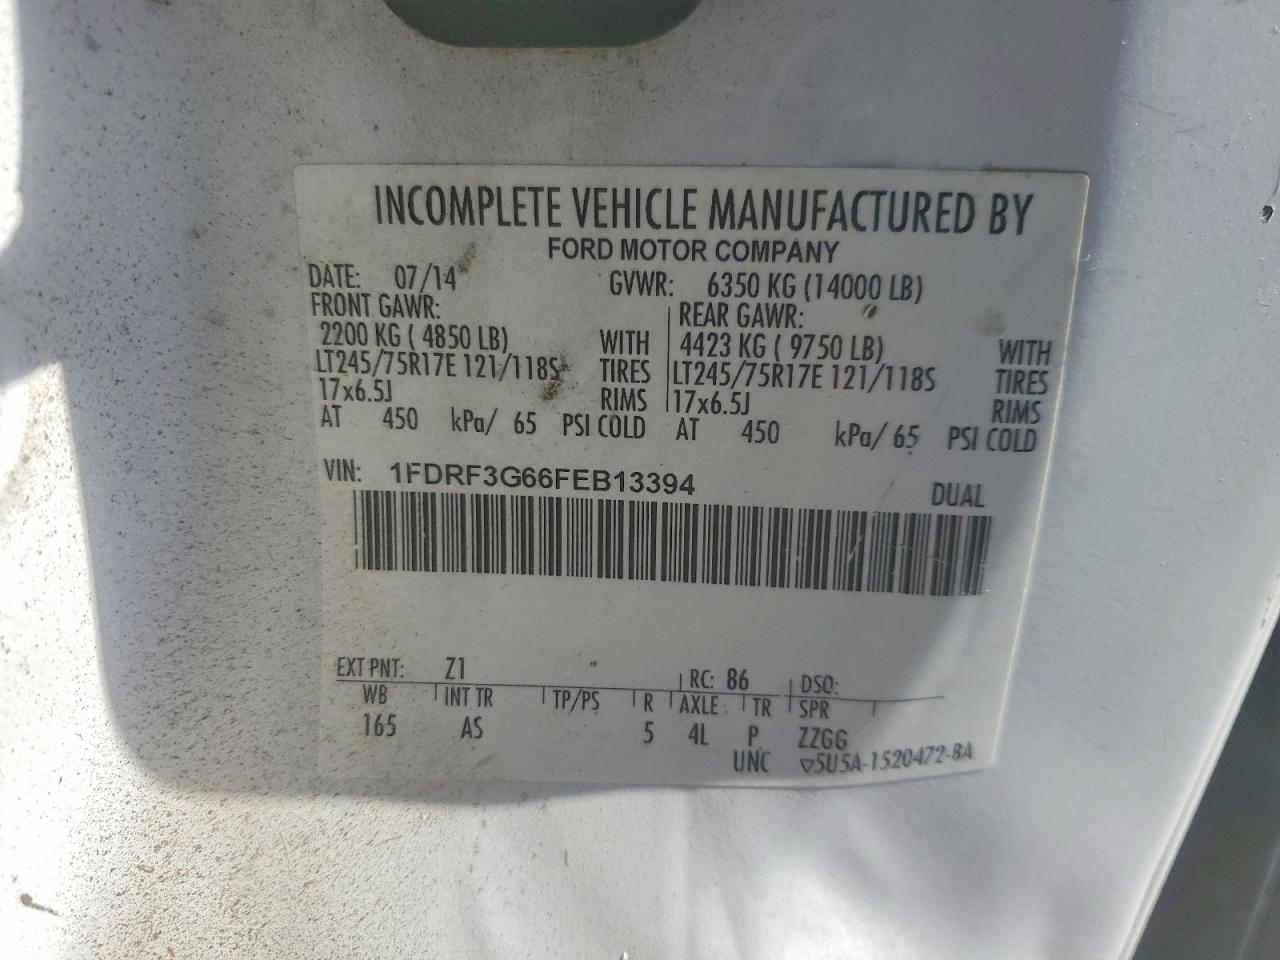 INCOMPLETE VEHICLE MANUFACTURED BY
FORD MOTOR COMPANY
DATE: 07/14 GVWR: 6350 KG (14000 LB)
FRONT GAWR: REAR GAWR:
2200 KG ( 4850 LB) WITH 4423 KG ( 9750 LB) WITH
LT245/75R17E 121/118S TIRES LT245/75R17E 121/118S TIRES
17x6.5J RIMS 17x6.5J RIMS
AT 450 kPa/ 65 PSI COLD AT 450 kPa/ 65 PSI COLD
VIN: 1FDRF3G66FEB13394 DUAL
EXT PNT: Z1 RC: 86 DSO:
WB INT TR TP/PS R AXLE TR SPR
165 AS 5 4L P ZZGG
UNC ▽5U5A-1520472-BA